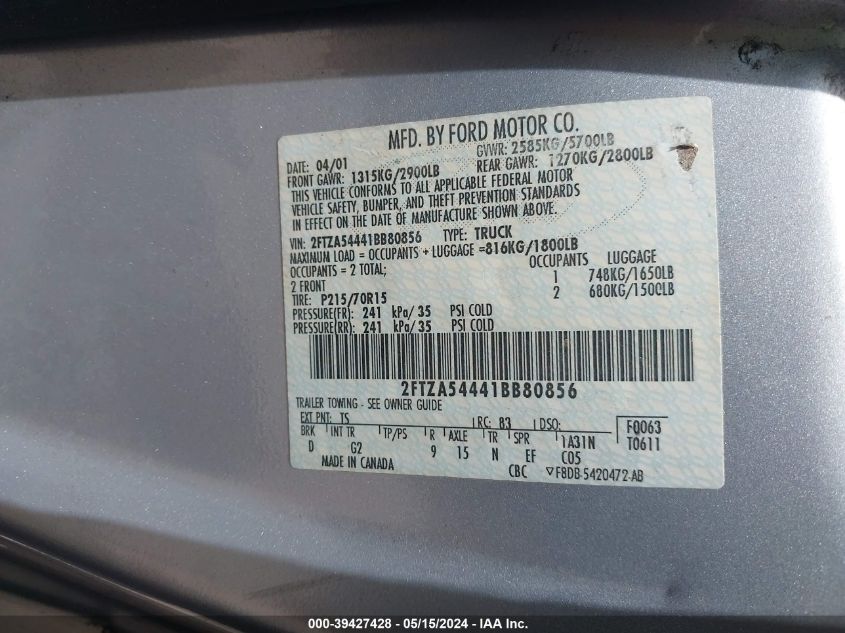 MFD. BY FORD MOTOR CO.
DATE: 04/01 GVWR: 2585KG/5700LB
FRONT GAWR: 1315KG/2900LB REAR GAWR: 1270KG/2800LB
THIS VEHICLE CONFORMS TO ALL APPLICABLE FEDERAL MOTOR
VEHICLE SAFETY, BUMPER, AND THEFT PREVENTION STANDARDS
IN EFFECT ON THE DATE OF MANUFACTURE SHOWN ABOVE.
VIN: 2FTZA54441BB80856 TYPE: TRUCK
MAXIMUM LOAD = OCCUPANTS + LUGGAGE =816KG/1800LB
OCCUPANTS = 2 TOTAL; OCCUPANTS LUGGAGE
2 FRONT 1 748KG/1650LB
TIRE: P215/70R15 2 680KG/1500LB
PRESSURE(FR): 241 kPa/ 35 PSI COLD
PRESSURE(RR): 241 kPa/ 35 PSI COLD
2FTZA54441BB80856
TRAILER TOWING - SEE OWNER GUIDE
EXT PNT: TS RC: 83 DSO: FQ063
BRK INT TR TP/PS R AXLE TR SPR 1A31N T0611
D G2 9 15 N EF C05
MADE IN CANADA CBC ▽F8DB-5420472-AB
000-39427428 - 05/15/2024 - IAA Inc.